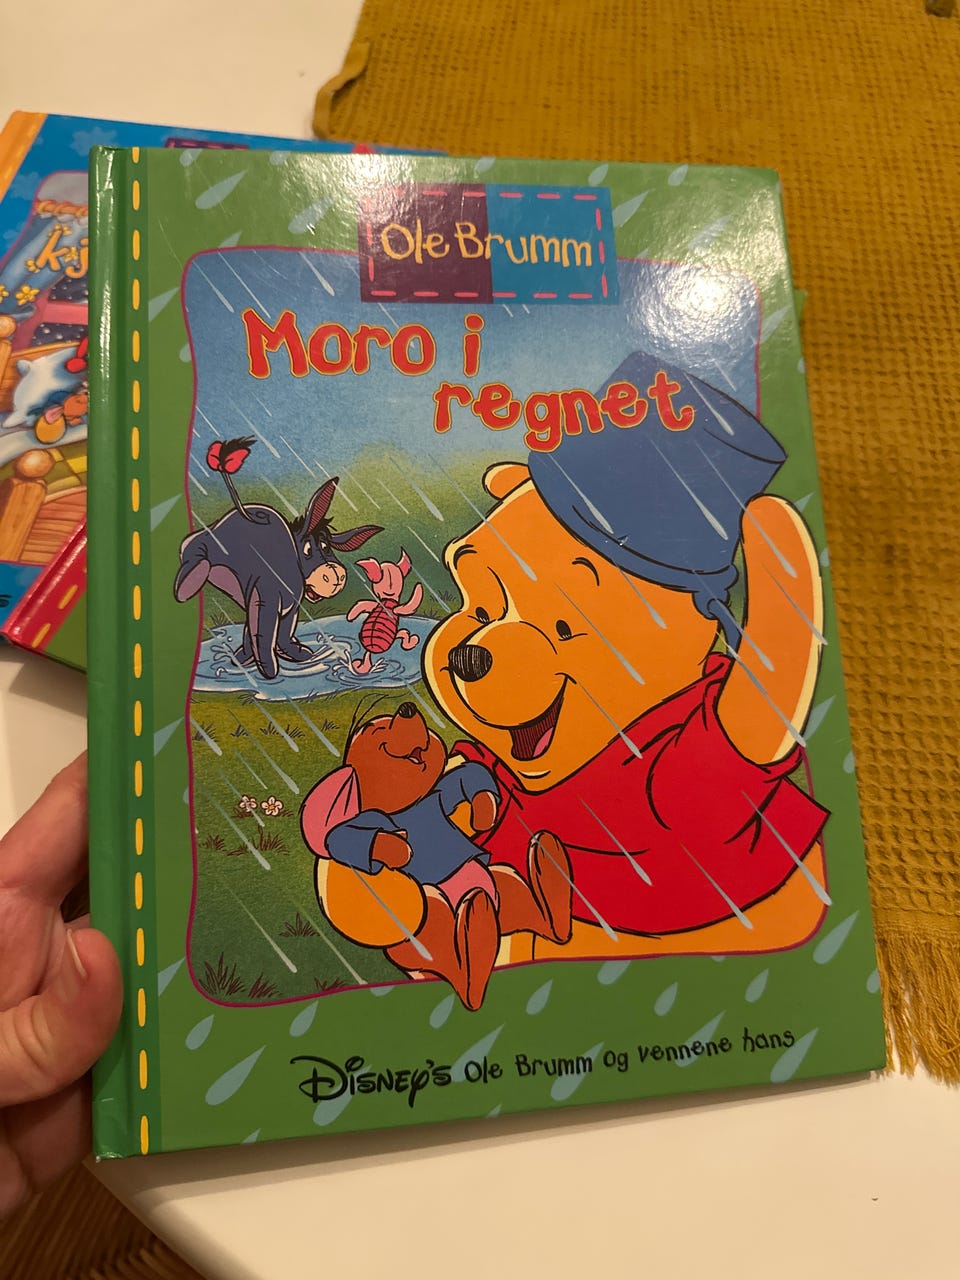 Ole Brumm
Moro i
regnet
Disney's Ole Brumm og vennene hans